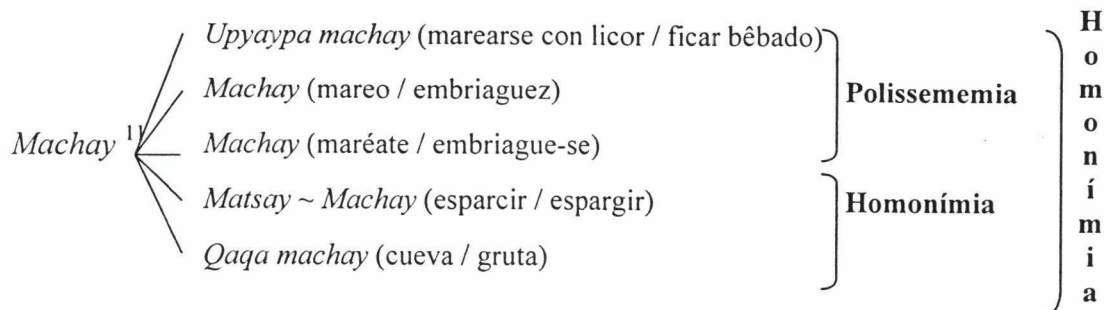 Upyaypa machay (marearse con licor / ficar bêbado)
Machay (mareo / embriaguez)
Machay 11
Machay (maréate / embriague-se)
Matsay ~ Machay (esparcir / espargir)
Qaqa machay (cueva / gruta)
Polissememia
Homonímia
Homonímia